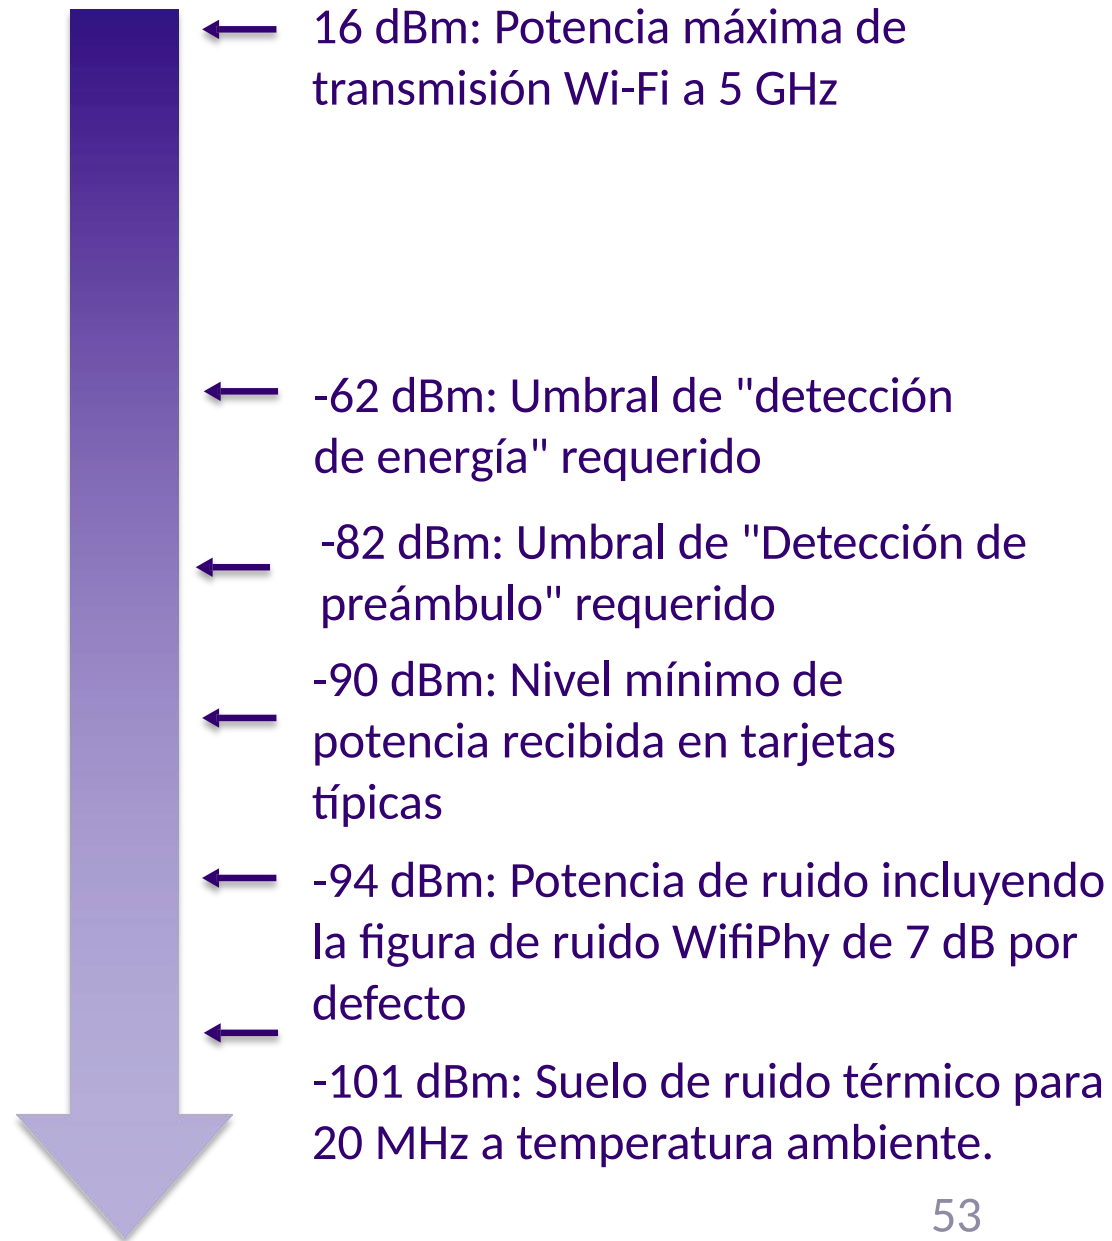 16 dBm: Potencia máxima de
transmisión Wi-Fi a 5 GHz
-62 dBm: Umbral de "detección
de energía" requerido
-82 dBm: Umbral de "Detección de
preámbulo" requerido
-90 dBm: Nivel mínimo de
potencia recibida en tarjetas
típicas
-94 dBm: Potencia de ruido incluyendo
la figura de ruido WifiPhy de 7 dB por
defecto
-101 dBm: Suelo de ruido térmico para
20 MHz a temperatura ambiente.
53